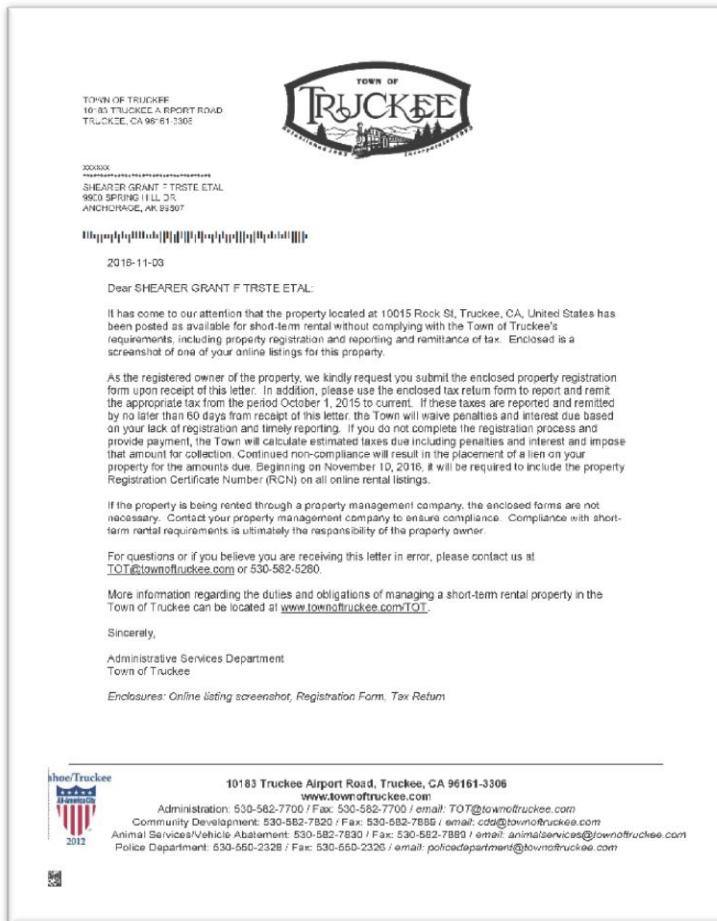 TOWN OF TRUCKEE
10183 TRUCKEE AIRPORT ROAD
TRUCKEE, CA 96161-3306
TOWN OF
TRUCKEE
Established 1863 Incorporated 1993
XXXXXX
***********************************
SHEARER GRANT F TRSTE ETAL
9900 SPRING HILL DR
ANCHORAGE, AK 99507
2016-11-03
Dear SHEARER GRANT F TRSTE ETAL:
It has come to our attention that the property located at 10015 Rock St, Truckee, CA, United States has
been posted as available for short-term rental without complying with the Town of Truckee's
requirements, including property registration and reporting and remittance of tax. Enclosed is a
screenshot of one of your online listings for this property.
As the registered owner of the property, we kindly request you submit the enclosed property registration
form upon receipt of this letter. In addition, please use the enclosed tax return form to report and remit
the appropriate tax from the period October 1, 2015 to current. If these taxes are reported and remitted
by no later than 60 days from receipt of this letter, the Town will waive penalties and interest due based
on your lack of registration and timely reporting. If you do not complete the registration process and
provide payment, the Town will calculate estimated taxes due including penalties and interest and impose
that amount for collection. Continued non-compliance will result in the placement of a lien on your
property for the amounts due. Beginning on November 10, 2016, it will be required to include the property
Registration Certificate Number (RCN) on all online rental listings.
If the property is being rented through a property management company, the enclosed forms are not
necessary. Contact your property management company to ensure compliance. Compliance with short-
term rental requirements is ultimately the responsibility of the property owner.
For questions or if you believe you are receiving this letter in error, please contact us at
TOT@townoftruckee.com or 530-582-5280.
More information regarding the duties and obligations of managing a short-term rental property in the
Town of Truckee can be located at www.townoftruckee.com/TOT.
Sincerely,
Administrative Services Department
Town of Truckee
Enclosures: Online listing screenshot, Registration Form, Tax Return
ahoe/Truckee
All-America City
2012
10183 Truckee Airport Road, Truckee, CA 96161-3306
www.townoftruckee.com
Administration: 530-582-7700 / Fax: 530-582-7700 / email: TOT@townoftruckee.com
Community Development: 530-582-7820 / Fax: 530-582-7889 / email: cdd@townoftruckee.com
Animal Services/Vehicle Abatement: 530-582-7830 / Fax: 530-582-7889 / email: animalservices@townoftruckee.com
Police Department: 530-550-2328 / Fax: 530-550-2326 / email: policedepartment@townoftruckee.com